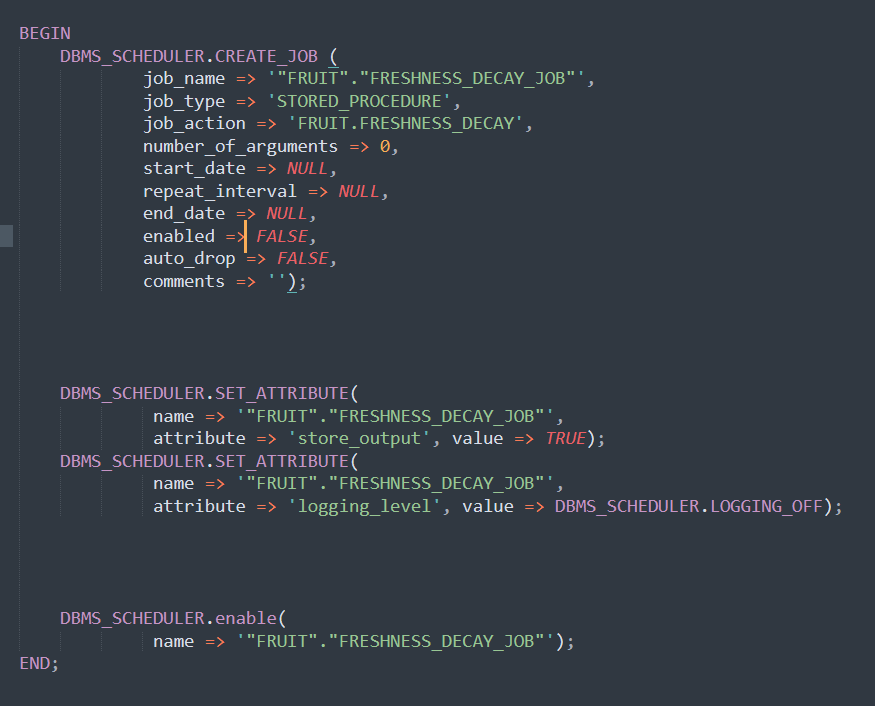 BEGIN
DBMS_SCHEDULER.CREATE_JOB (
job_name => '"FRUIT"."FRESHNESS_DECAY_JOB"',
job_type => 'STORED_PROCEDURE',
job_action => 'FRUIT.FRESHNESS_DECAY',
number_of_arguments => 0,
start_date => NULL,
repeat_interval => NULL,
end_date => NULL,
enabled => FALSE,
auto_drop => FALSE,
comments => '');
DBMS_SCHEDULER.SET_ATTRIBUTE(
name => '"FRUIT"."FRESHNESS_DECAY_JOB"',
attribute => 'store_output', value => TRUE);
DBMS_SCHEDULER.SET_ATTRIBUTE(
name => '"FRUIT"."FRESHNESS_DECAY_JOB"',
attribute => 'logging_level', value => DBMS_SCHEDULER.LOGGING_OFF);
DBMS_SCHEDULER.enable(
name => '"FRUIT"."FRESHNESS_DECAY_JOB"');
END;